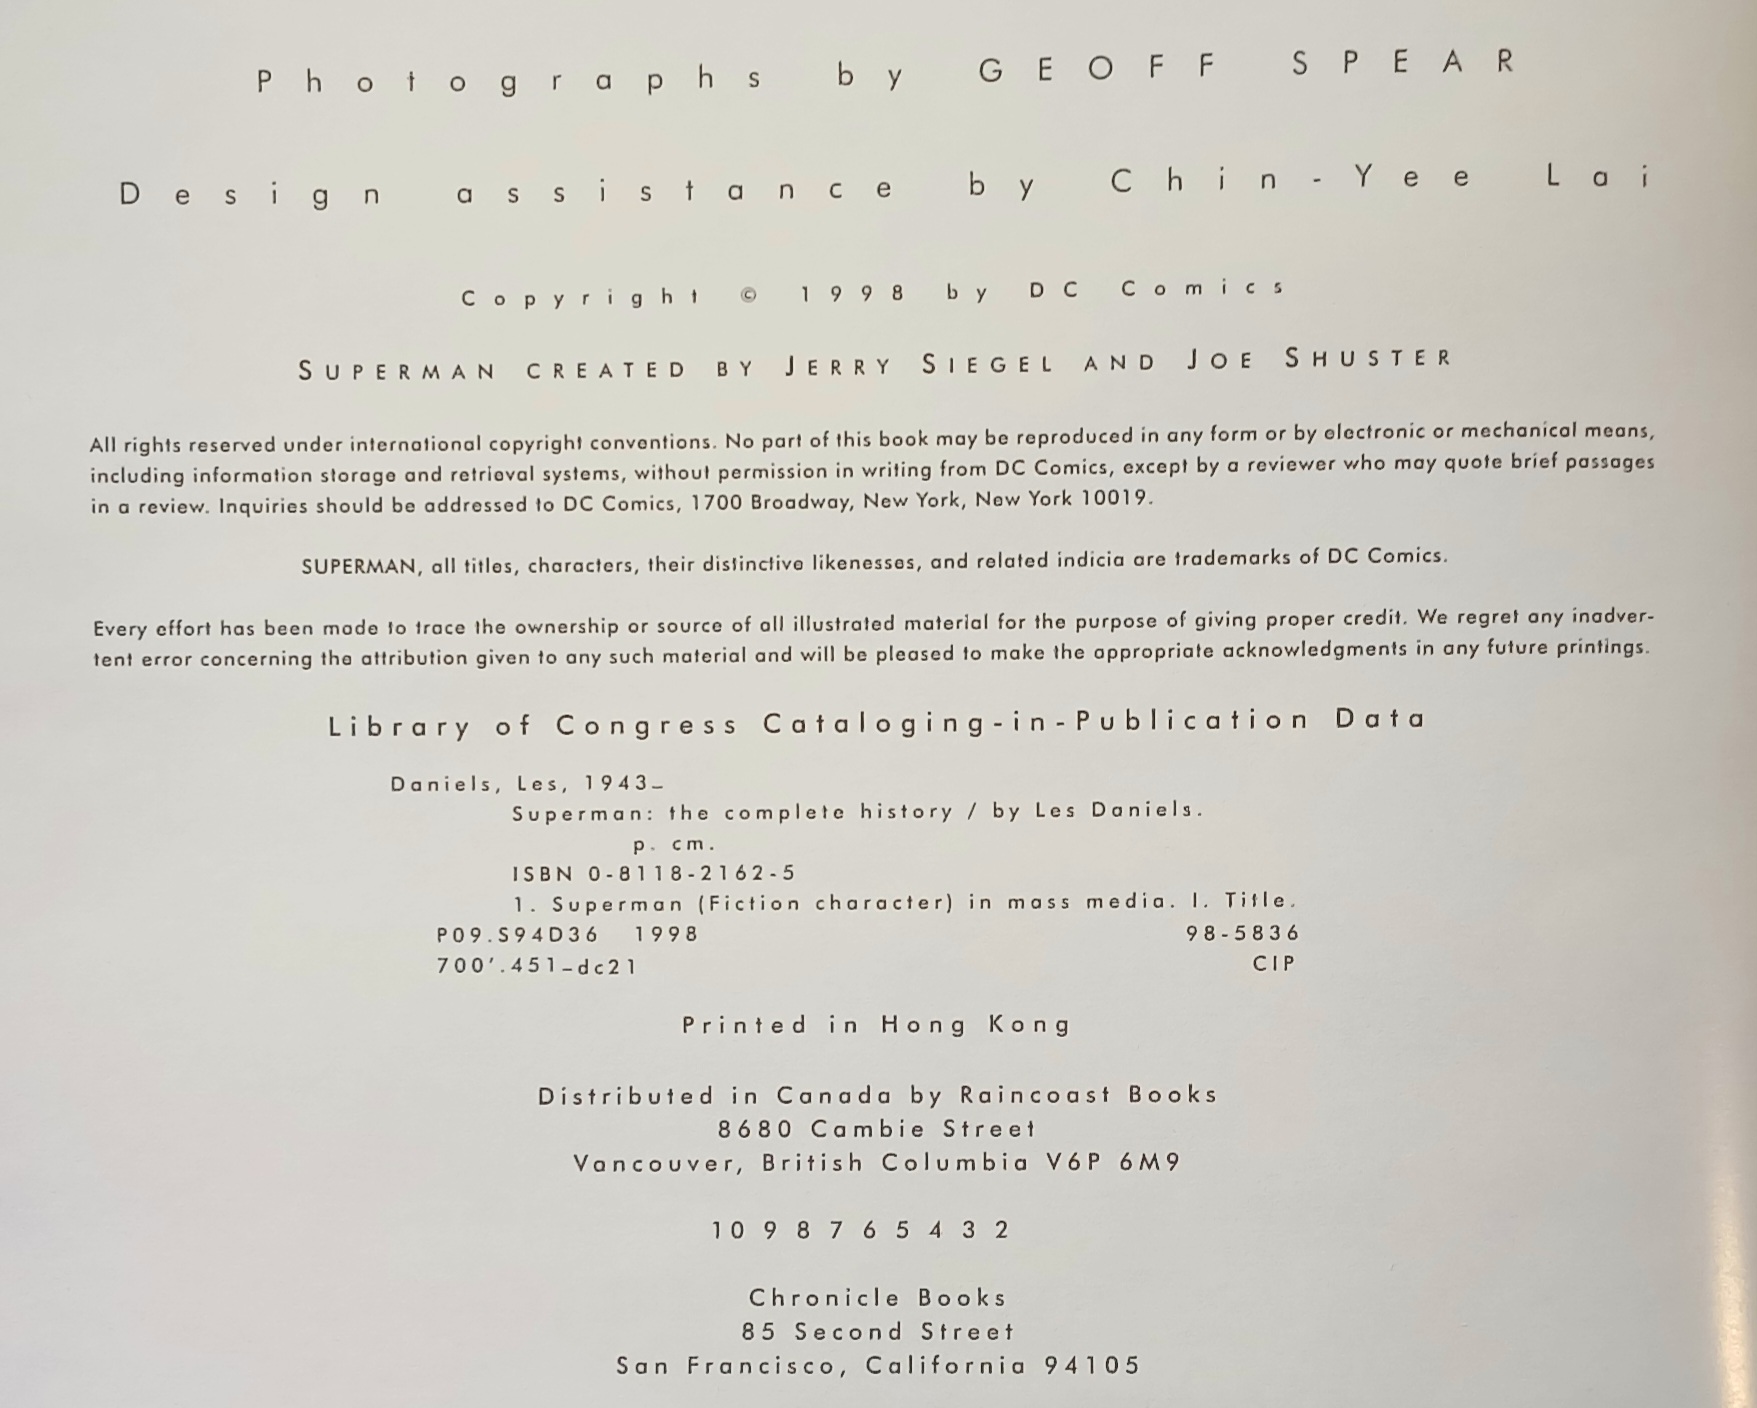 Photographs by GEOFF SPEAR
Design assistance by Chin-Yee Lai
Copyright © 1998 by DC Comics
SUPERMAN CREATED BY JERRY SIEGEL AND JOE SHUSTER
All rights reserved under international copyright conventions. No part of this book may be reproduced in any form or by electronic or mechanical means,
including information storage and retrieval systems, without permission in writing from DC Comics, except by a reviewer who may quote brief passages
in a review. Inquiries should be addressed to DC Comics, 1700 Broadway, New York, New York 10019.
SUPERMAN, all titles, characters, their distinctive likenesses, and related indicia are trademarks of DC Comics.
Every effort has been made to trace the ownership or source of all illustrated material for the purpose of giving proper credit. We regret any inadver-
tent error concerning the attribution given to any such material and will be pleased to make the appropriate acknowledgments in any future printings.
Library of Congress Cataloging-in-Publication Data
Daniels, Les, 1943–
Superman: the complete history / by Les Daniels.
p. cm.
ISBN 0-8118-2162-5
1. Superman (Fiction character) in mass media. I. Title.
P09.S94D36 1998 98-5836
700'.451–dc21 CIP
Printed in Hong Kong
Distributed in Canada by Raincoast Books
8680 Cambie Street
Vancouver, British Columbia V6P 6M9
10 9 8 7 6 5 4 3 2
Chronicle Books
85 Second Street
San Francisco, California 94105